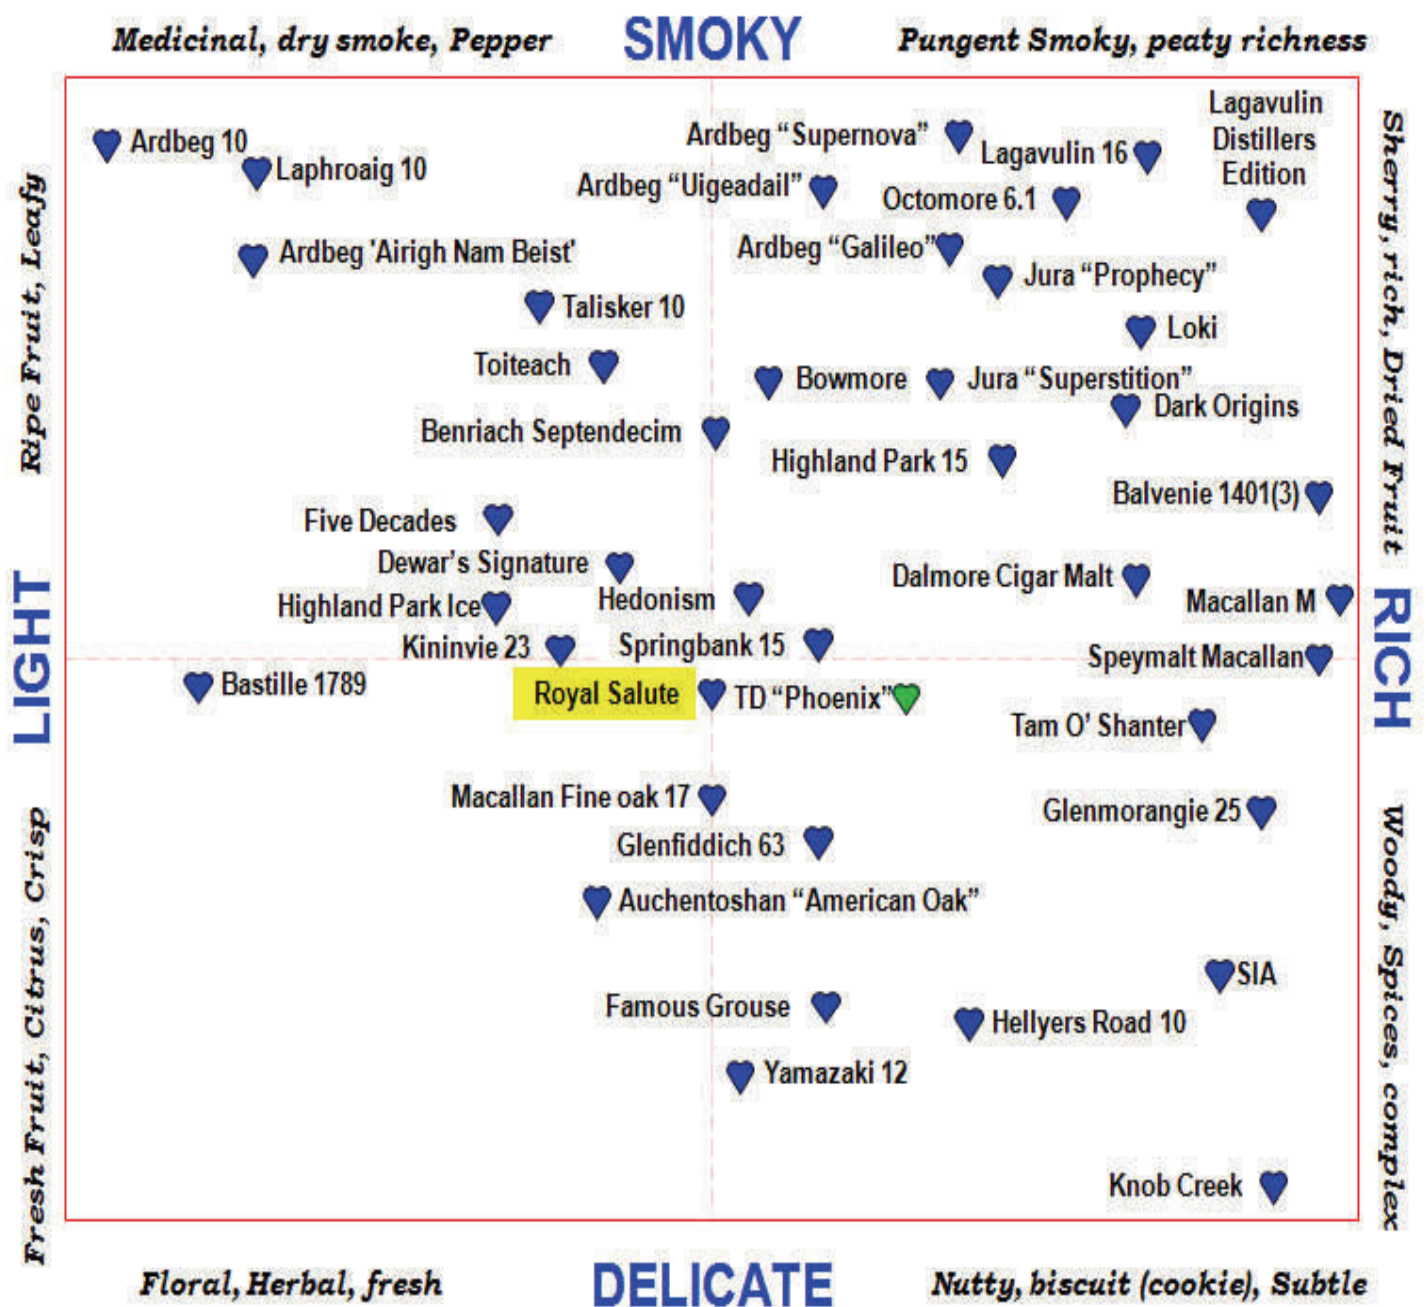 Medicinal, dry smoke, Pepper
SMOKY
Pungent Smoky, peaty richness
Ardbeg 10
Laphroaig 10
Ardbeg “Supernova”
Lagavulin 16
Lagavulin
Distillers
Edition
Ardbeg “Uigeadail”
Octomore 6.1
Ardbeg 'Airigh Nam Beist'
Ardbeg “Galileo”
Jura “Prophecy”
Talisker 10
Loki
Toiteach
Bowmore
Jura “Superstition”
Dark Origins
Benriach Septendecim
Highland Park 15
Balvenie 1401(3)
Five Decades
Dewar’s Signature
Dalmore Cigar Malt
Highland Park Ice
Hedonism
Macallan M
Kininvie 23
Springbank 15
Speymalt Macallan
Bastille 1789
Royal Salute
TD “Phoenix”
Tam O’ Shanter
Macallan Fine oak 17
Glenmorangie 25
Glenfiddich 63
Auchentoshan “American Oak”
SIA
Famous Grouse
Hellyers Road 10
Yamazaki 12
Knob Creek
Ripe Fruit, Leafy
LIGHT
Fresh Fruit, Citrus, Crisp
Sherry, rich, Dried Fruit
RICH
Woody, Spices, complex
Floral, Herbal, fresh
DELICATE
Nutty, biscuit (cookie), Subtle